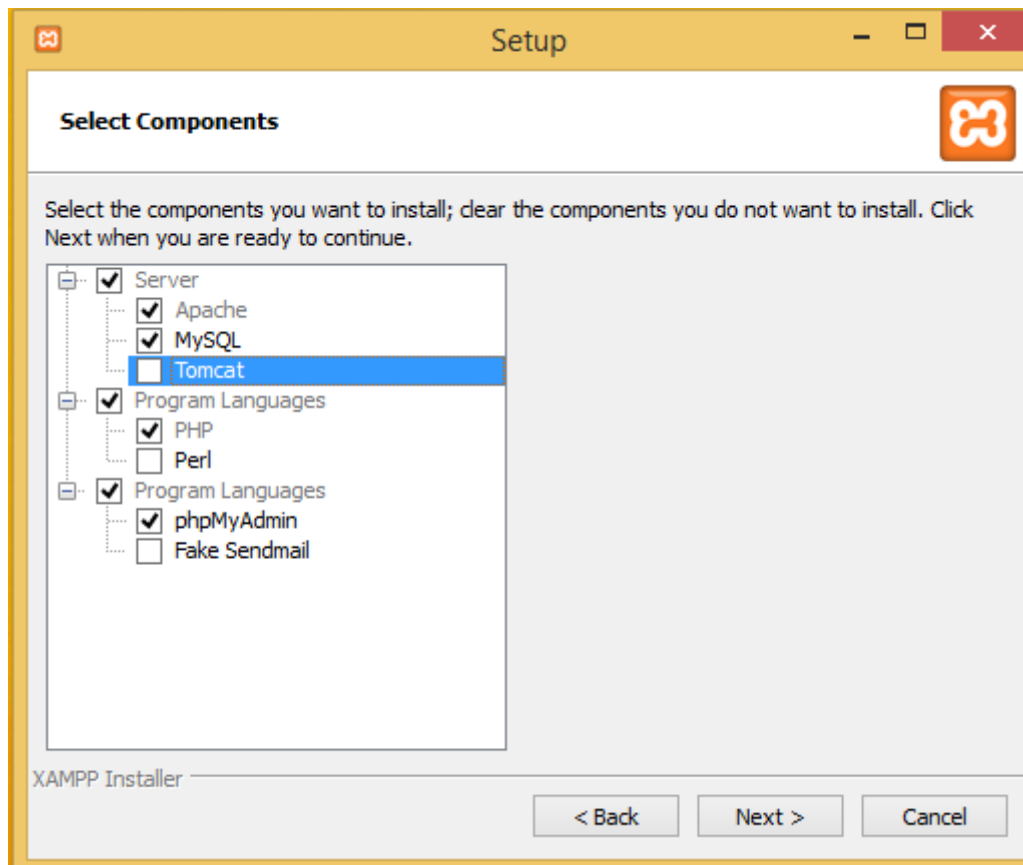 Setup
Select Components
Select the components you want to install; clear the components you do not want to install. Click
Next when you are ready to continue.
Server
Apache
MySQL
Tomcat
Program Languages
PHP
Perl
Program Languages
phpMyAdmin
Fake Sendmail
XAMPP Installer
< Back
Next >
Cancel